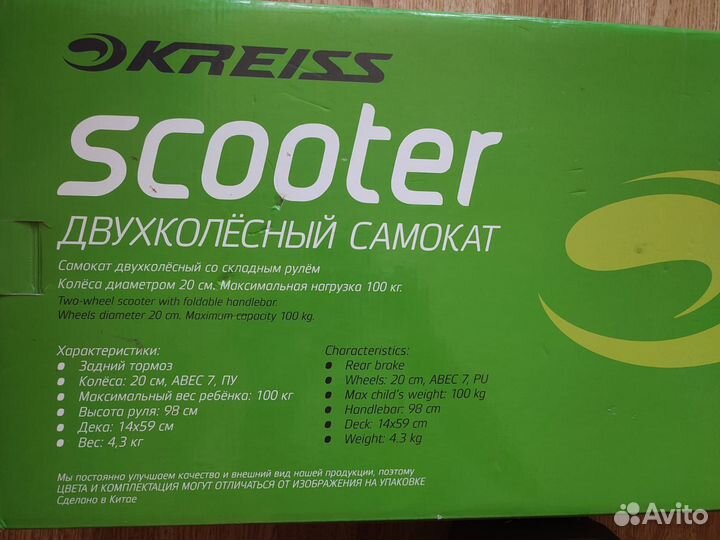 KREISS
scooter
ДВУХКОЛЁСНЫЙ САМОКАТ
Самокат двухколёсный со складным рулём
Колёса диаметром 20 см. Максимальная нагрузка 100 кг.
Two-wheel scooter with foldable handlebar.
Wheels diameter 20 cm. Maximum capacity 100 kg.
Характеристики:
Задний тормоз
Колёса: 20 см, ABEC 7, ПУ
Максимальный вес ребёнка: 100 кг
Высота руля: 98 см
Дека: 14x59 см
Вес: 4,3 кг
Characteristics:
Rear brake
Wheels: 20 cm, ABEC 7, PU
Max child's weight: 100 kg
Handlebar: 98 cm
Deck: 14x59 cm
Weight: 4.3 kg
Мы постоянно улучшаем качество и внешний вид нашей продукции, поэтому
ЦВЕТА И КОМПЛЕКТАЦИЯ МОГУТ ОТЛИЧАТЬСЯ ОТ ИЗОБРАЖЕНИЯ НА УПАКОВКЕ
Сделано в Китае
Avito